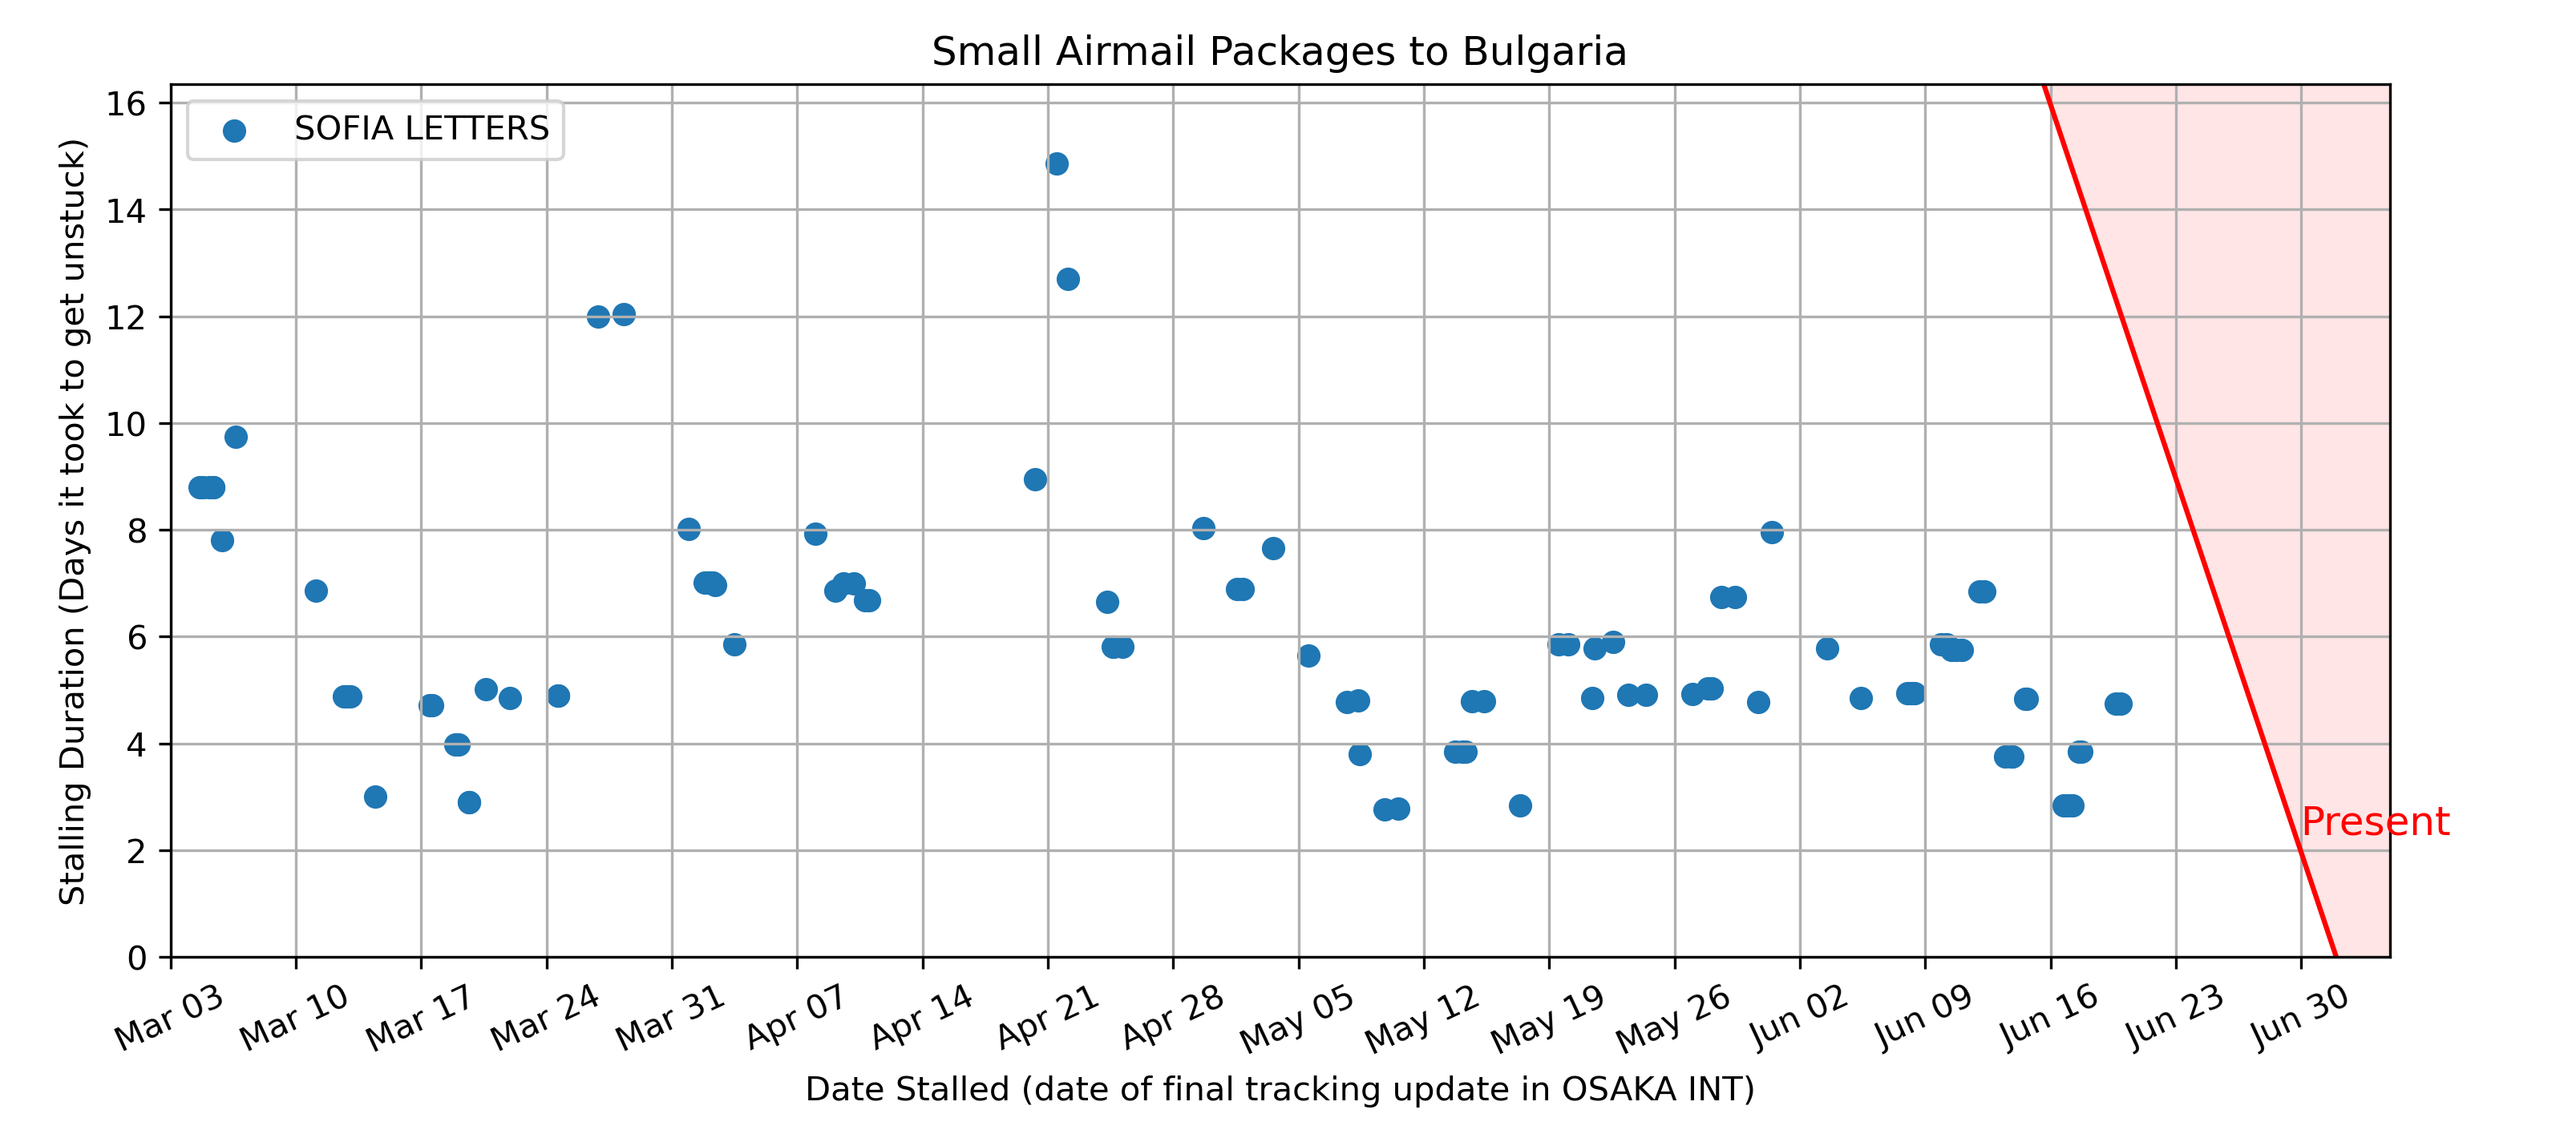 Small Airmail Packages to Bulgaria
SOFIA LETTERS
Stalling Duration (Days it took to get unstuck)
16
14
12
10
8
6
4
2
0
Present
Mar 03
Mar 10
Mar 17
Mar 24
Mar 31
Apr 07
Apr 14
Apr 21
Apr 28
May 05
May 12
May 19
May 26
Jun 02
Jun 09
Jun 16
Jun 23
Jun 30
Date Stalled (date of final tracking update in OSAKA INT)